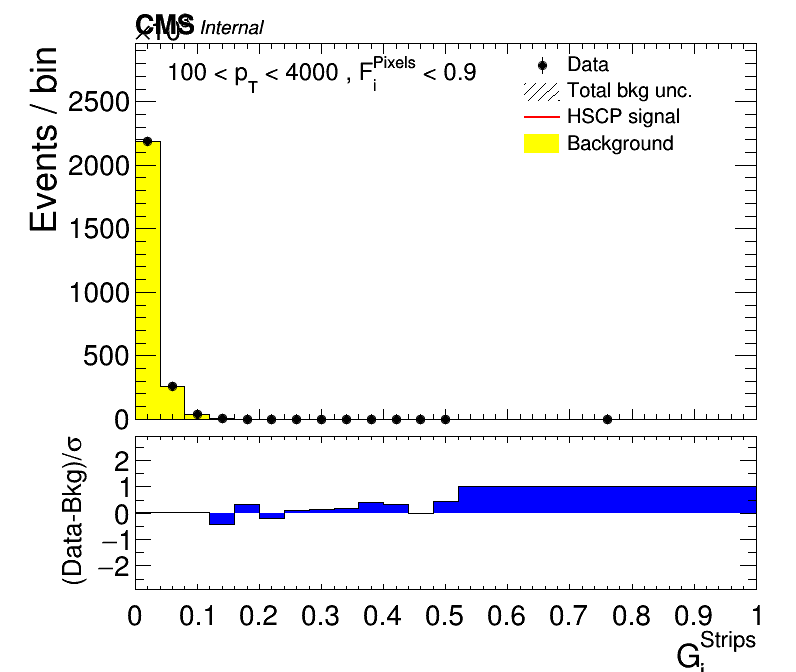 CMS Internal
×10³
100 < p_T < 4000 , F_i^Pixels < 0.9
Data
Total bkg unc.
HSCP signal
Background
Events / bin
2500
2000
1500
1000
500
0
(Data-Bkg)/σ
2
1
0
−1
−2
0 0.1 0.2 0.3 0.4 0.5 0.6 0.7 0.8 0.9 1
G_i^Strips